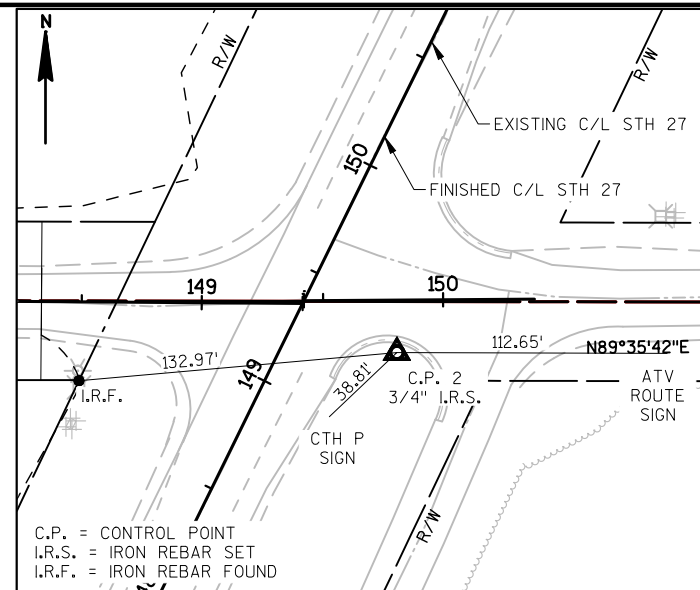 N
R/W
R/W
EXISTING C/L STH 27
150
FINISHED C/L STH 27
149
150
132.97'
112.65'
N89°35'42"E
149
I.R.F.
38.81'
C.P. 2
3/4" I.R.S.
ATV
ROUTE
SIGN
CTH P
SIGN
R/W
C.P. = CONTROL POINT
I.R.S. = IRON REBAR SET
I.R.F. = IRON REBAR FOUND